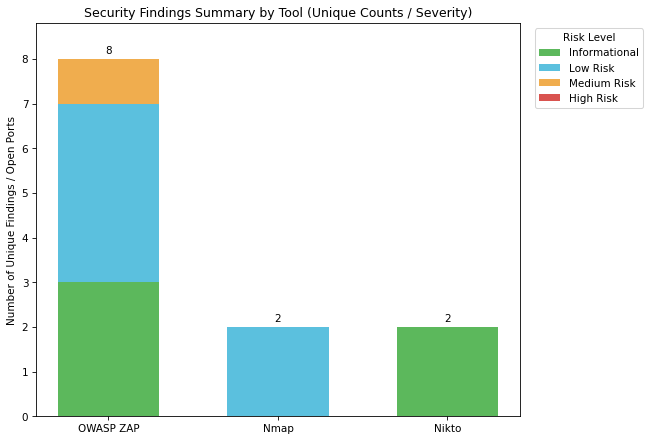 Security Findings Summary by Tool (Unique Counts / Severity)
Number of Unique Findings / Open Ports
8
7
6
5
4
3
2
1
0
8
2
2
OWASP ZAP
Nmap
Nikto
Risk Level
Informational
Low Risk
Medium Risk
High Risk